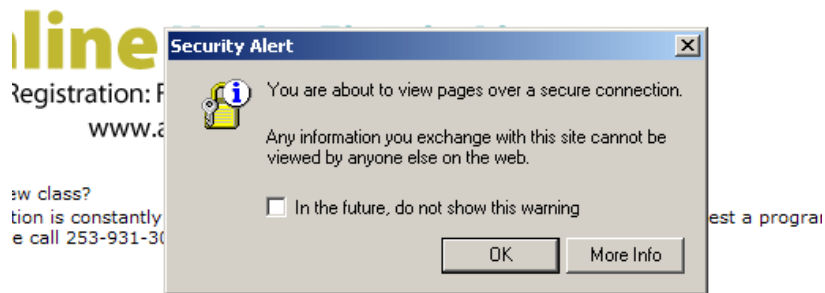 line
Security Alert
Registration: F
You are about to view pages over a secure connection.
www.a
Any information you exchange with this site cannot be
viewed by anyone else on the web.
ew class?
In the future, do not show this warning
tion is constantly
est a program
e call 253-931-30
OK
More Info